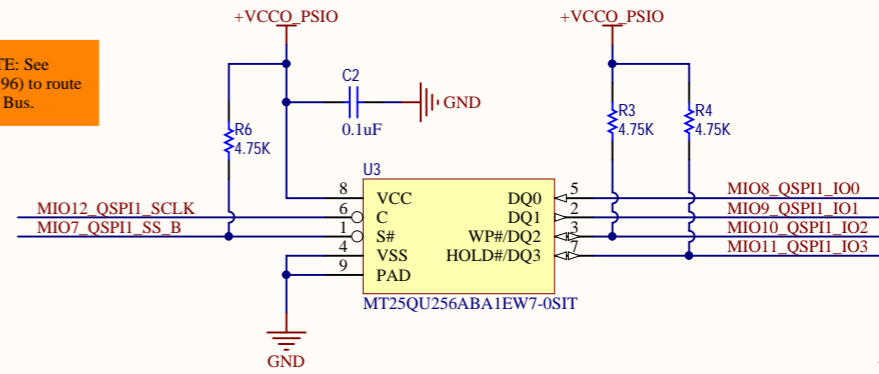 +VCCO_PSIO
+VCCO_PSIO
TE: See
96) to route
Bus.
C2
0.1uF
GND
R6
4.75K
R3
4.75K
R4
4.75K
U3
8 VCC DQ0 5 MIO8_QSPI1_IO0
MIO12_QSPI1_SCLK 6 C DQ1 2 MIO9_QSPI1_IO1
MIO7_QSPI1_SS_B 1 S# WP#/DQ2 3 MIO10_QSPI1_IO2
4 VSS HOLD#/DQ3 7 MIO11_QSPI1_IO3
9 PAD
MT25QU256ABA1EW7-0SIT
GND